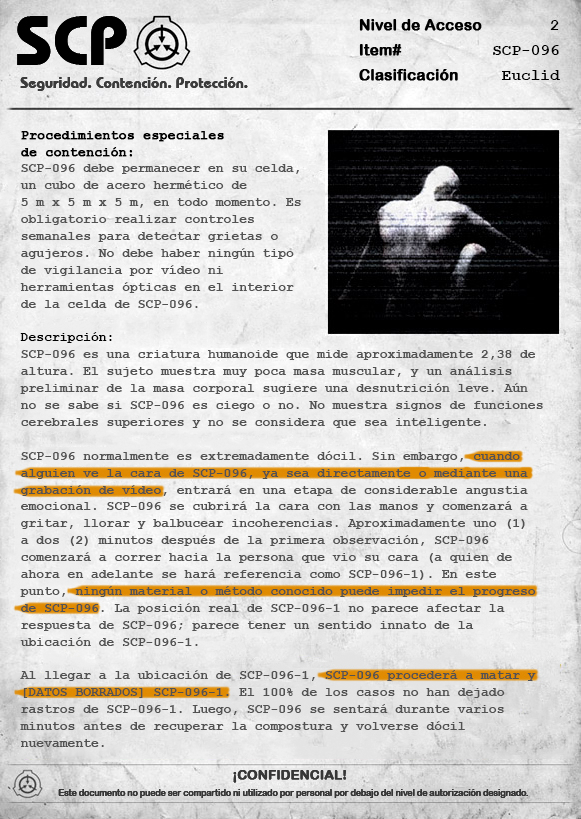 SCP
Seguridad. Contención. Protección.
Nivel de Acceso 2
Item# SCP-096
Clasificación Euclid
Procedimientos especiales
de contención:
SCP-096 debe permanecer en su celda,
un cubo de acero hermético de
5 m x 5 m x 5 m, en todo momento. Es
obligatorio realizar controles
semanales para detectar grietas o
agujeros. No debe haber ningún tipo
de vigilancia por vídeo ni
herramientas ópticas en el interior
de la celda de SCP-096.
Descripción:
SCP-096 es una criatura humanoide que mide aproximadamente 2,38 de
altura. El sujeto muestra muy poca masa muscular, y un análisis
preliminar de la masa corporal sugiere una desnutrición leve. Aún
no se sabe si SCP-096 es ciego o no. No muestra signos de funciones
cerebrales superiores y no se considera que sea inteligente.
SCP-096 normalmente es extremadamente dócil. Sin embargo, cuando
alguien ve la cara de SCP-096, ya sea directamente o mediante una
grabación de vídeo, entrará en una etapa de considerable angustia
emocional. SCP-096 se cubrirá la cara con las manos y comenzará a
gritar, llorar y balbucear incoherencias. Aproximadamente uno (1)
a dos (2) minutos después de la primera observación, SCP-096
comenzará a correr hacia la persona que vio su cara (a quien de
ahora en adelante se hará referencia como SCP-096-1). En este
punto, ningún material o método conocido puede impedir el progreso
de SCP-096. La posición real de SCP-096-1 no parece afectar la
respuesta de SCP-096; parece tener un sentido innato de la
ubicación de SCP-096-1.
Al llegar a la ubicación de SCP-096-1, SCP-096 procederá a matar y
[DATOS BORRADOS] SCP-096-1. El 100% de los casos no han dejado
rastros de SCP-096-1. Luego, SCP-096 se sentará durante varios
minutos antes de recuperar la compostura y volverse dócil
nuevamente.
¡CONFIDENCIAL!
Este documento no puede ser compartido ni utilizado por personal por debajo del nivel de autorización designado.